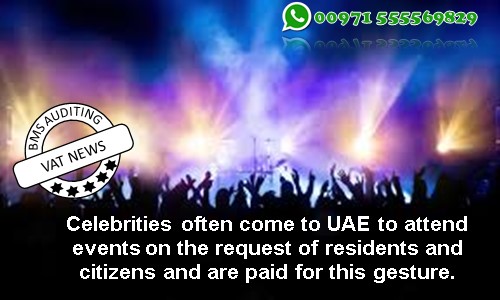 00971 555569829
BMS AUDITING
VAT NEWS
Celebrities often come to UAE to attend
events on the request of residents and
citizens and are paid for this gesture.